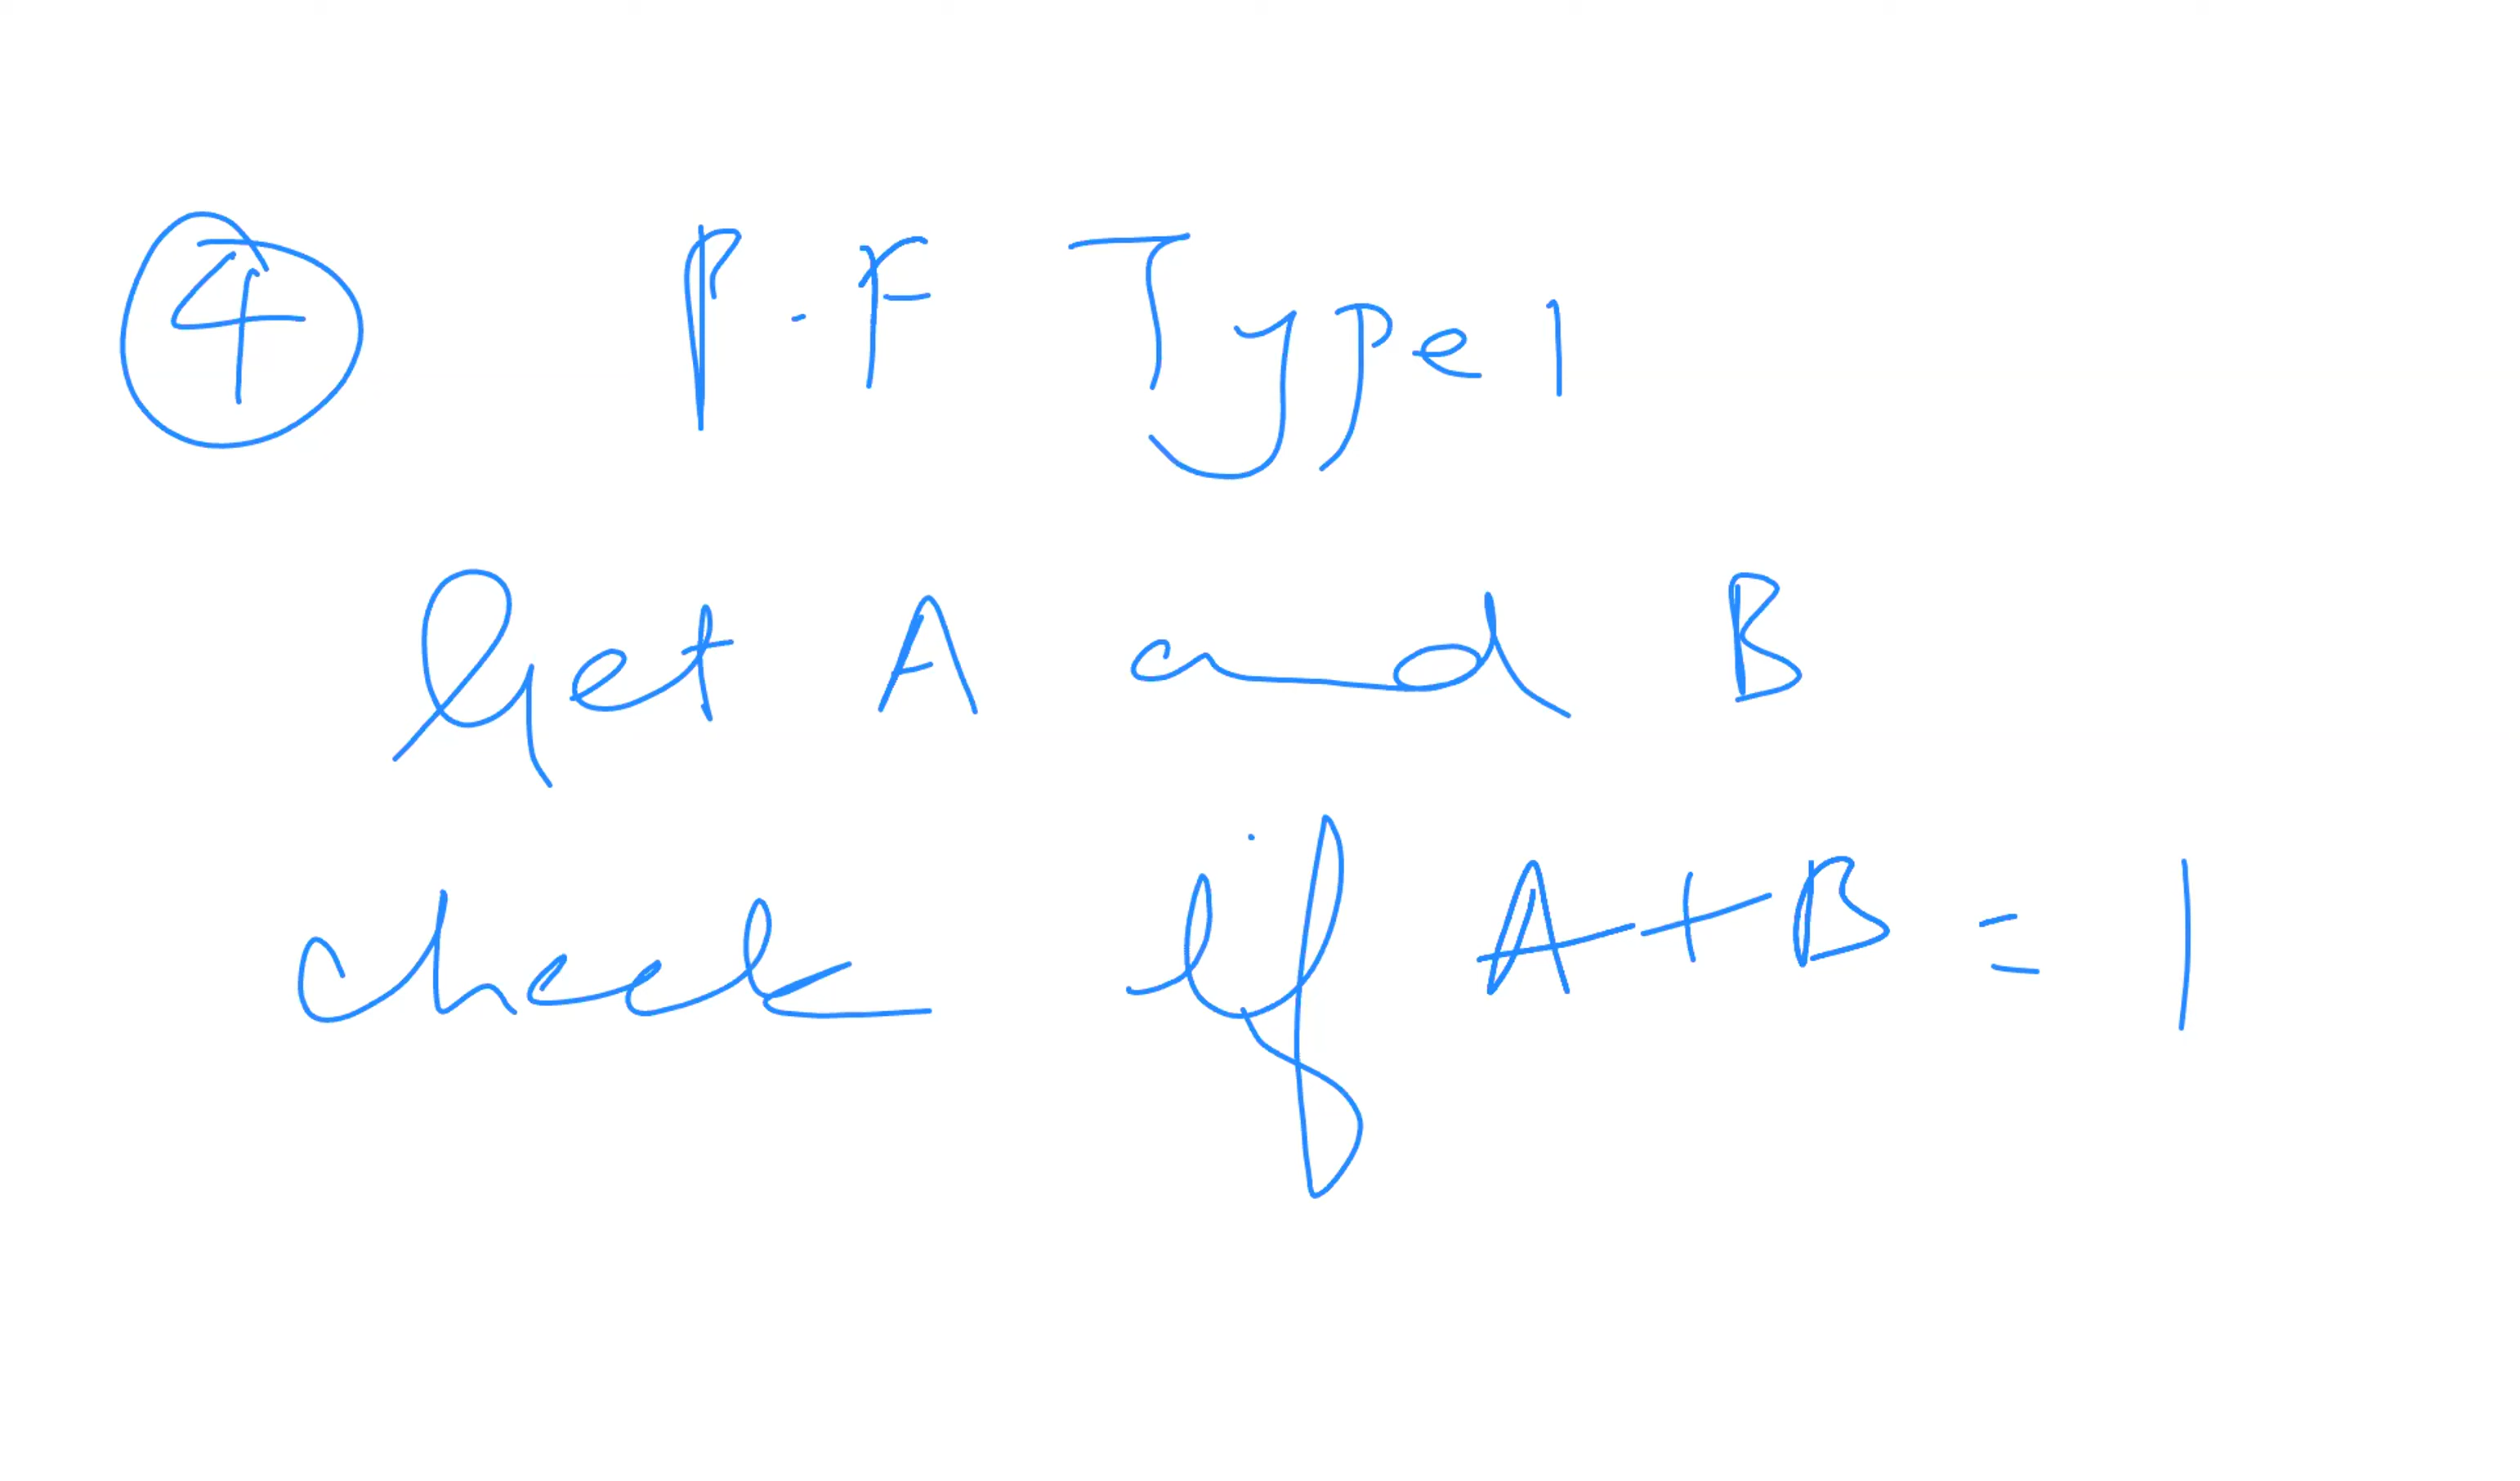 ④ P.F Type 1
Get A and B
check if A+B = 1